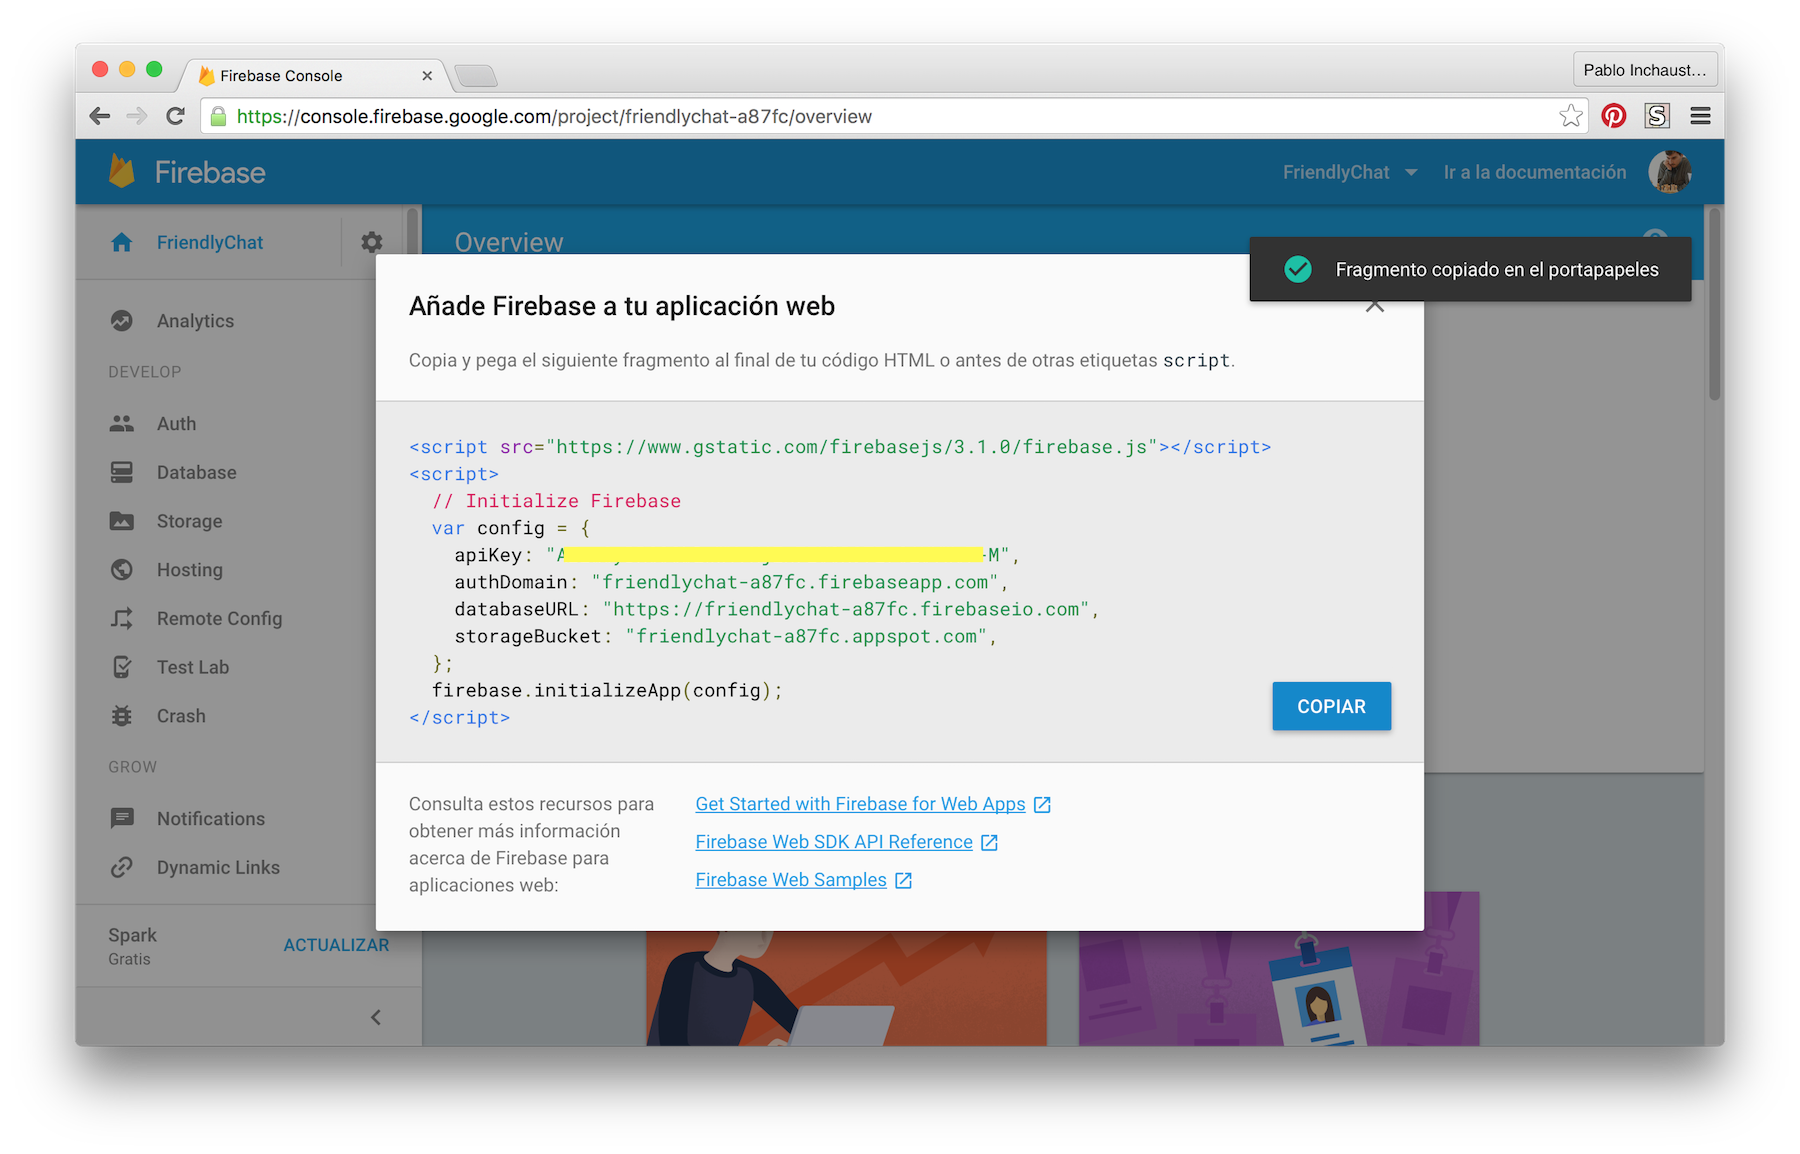 Firebase Console
Pablo Inchaust...
https://console.firebase.google.com/project/friendlychat-a87fc/overview
Firebase
FriendlyChat
Ir a la documentación
FriendlyChat
Overview
Fragmento copiado en el portapapeles
Analytics
DEVELOP
Auth
Database
Storage
Hosting
Remote Config
Test Lab
Crash
GROW
Notifications
Dynamic Links
Spark
Gratis
ACTUALIZAR
Añade Firebase a tu aplicación web
Copia y pega el siguiente fragmento al final de tu código HTML o antes de otras etiquetas script.
<script src="https://www.gstatic.com/firebasejs/3.1.0/firebase.js"></script>
<script>
// Initialize Firebase
var config = {
apiKey: "A -M",
authDomain: "friendlychat-a87fc.firebaseapp.com",
databaseURL: "https://friendlychat-a87fc.firebaseio.com",
storageBucket: "friendlychat-a87fc.appspot.com",
};
firebase.initializeApp(config);
</script>
COPIAR
Consulta estos recursos para
obtener más información
acerca de Firebase para
aplicaciones web:
Get Started with Firebase for Web Apps
Firebase Web SDK API Reference
Firebase Web Samples